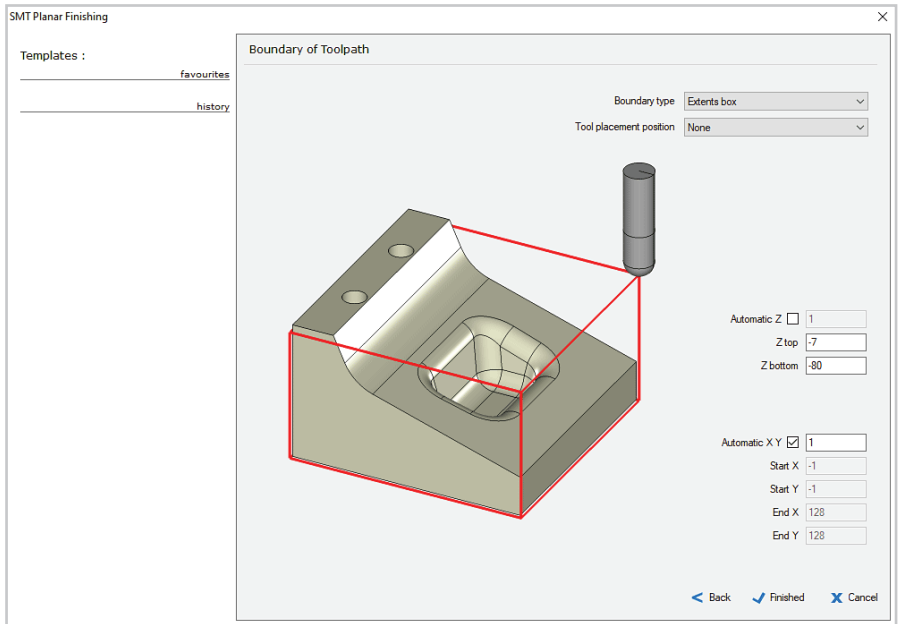 SMT Planar Finishing
Templates :
favourites
history
Boundary of Toolpath
Boundary type Extents box
Tool placement position None
Automatic Z 1
Z top -7
Z bottom -80
Automatic X Y 1
Start X -1
Start Y -1
End X 128
End Y 128
Back Finished Cancel